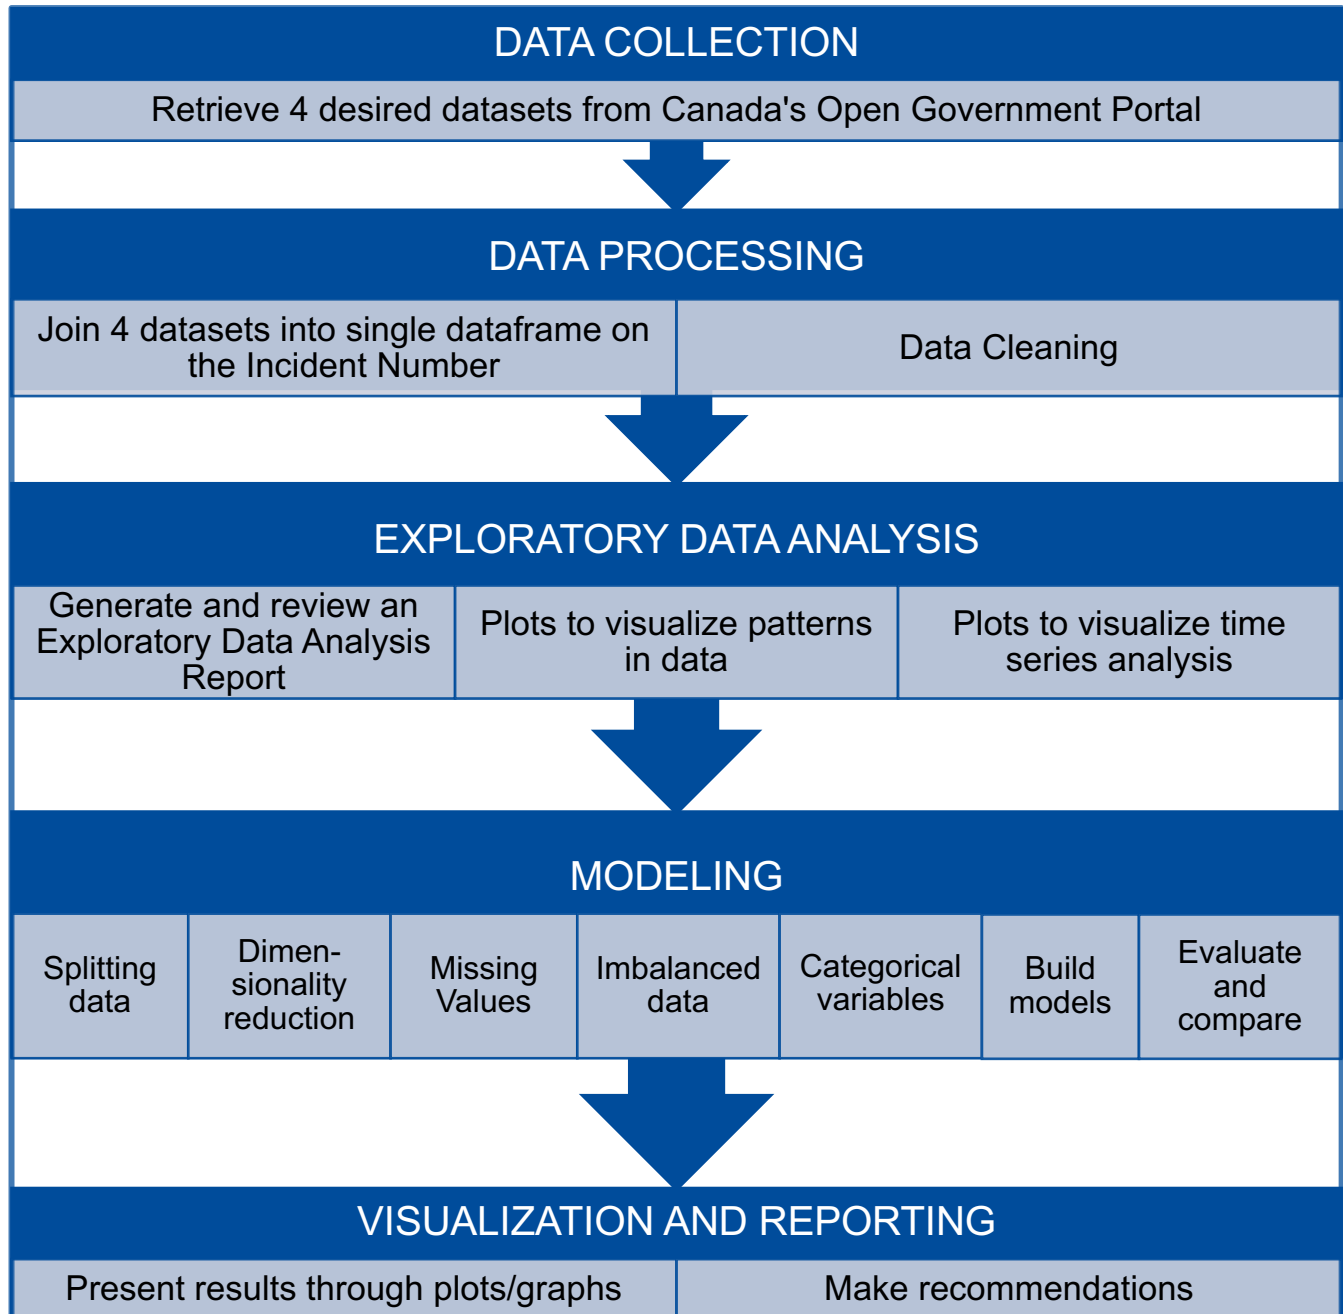 DATA COLLECTION
Retrieve 4 desired datasets from Canada's Open Government Portal
DATA PROCESSING
Join 4 datasets into single dataframe on
the Incident Number
Data Cleaning
EXPLORATORY DATA ANALYSIS
Generate and review an
Exploratory Data Analysis
Report
Plots to visualize patterns
in data
Plots to visualize time
series analysis
MODELING
Splitting
data
Dimen-
sionality
reduction
Missing
Values
Imbalanced
data
Categorical
variables
Build
models
Evaluate
and
compare
VISUALIZATION AND REPORTING
Present results through plots/graphs
Make recommendations